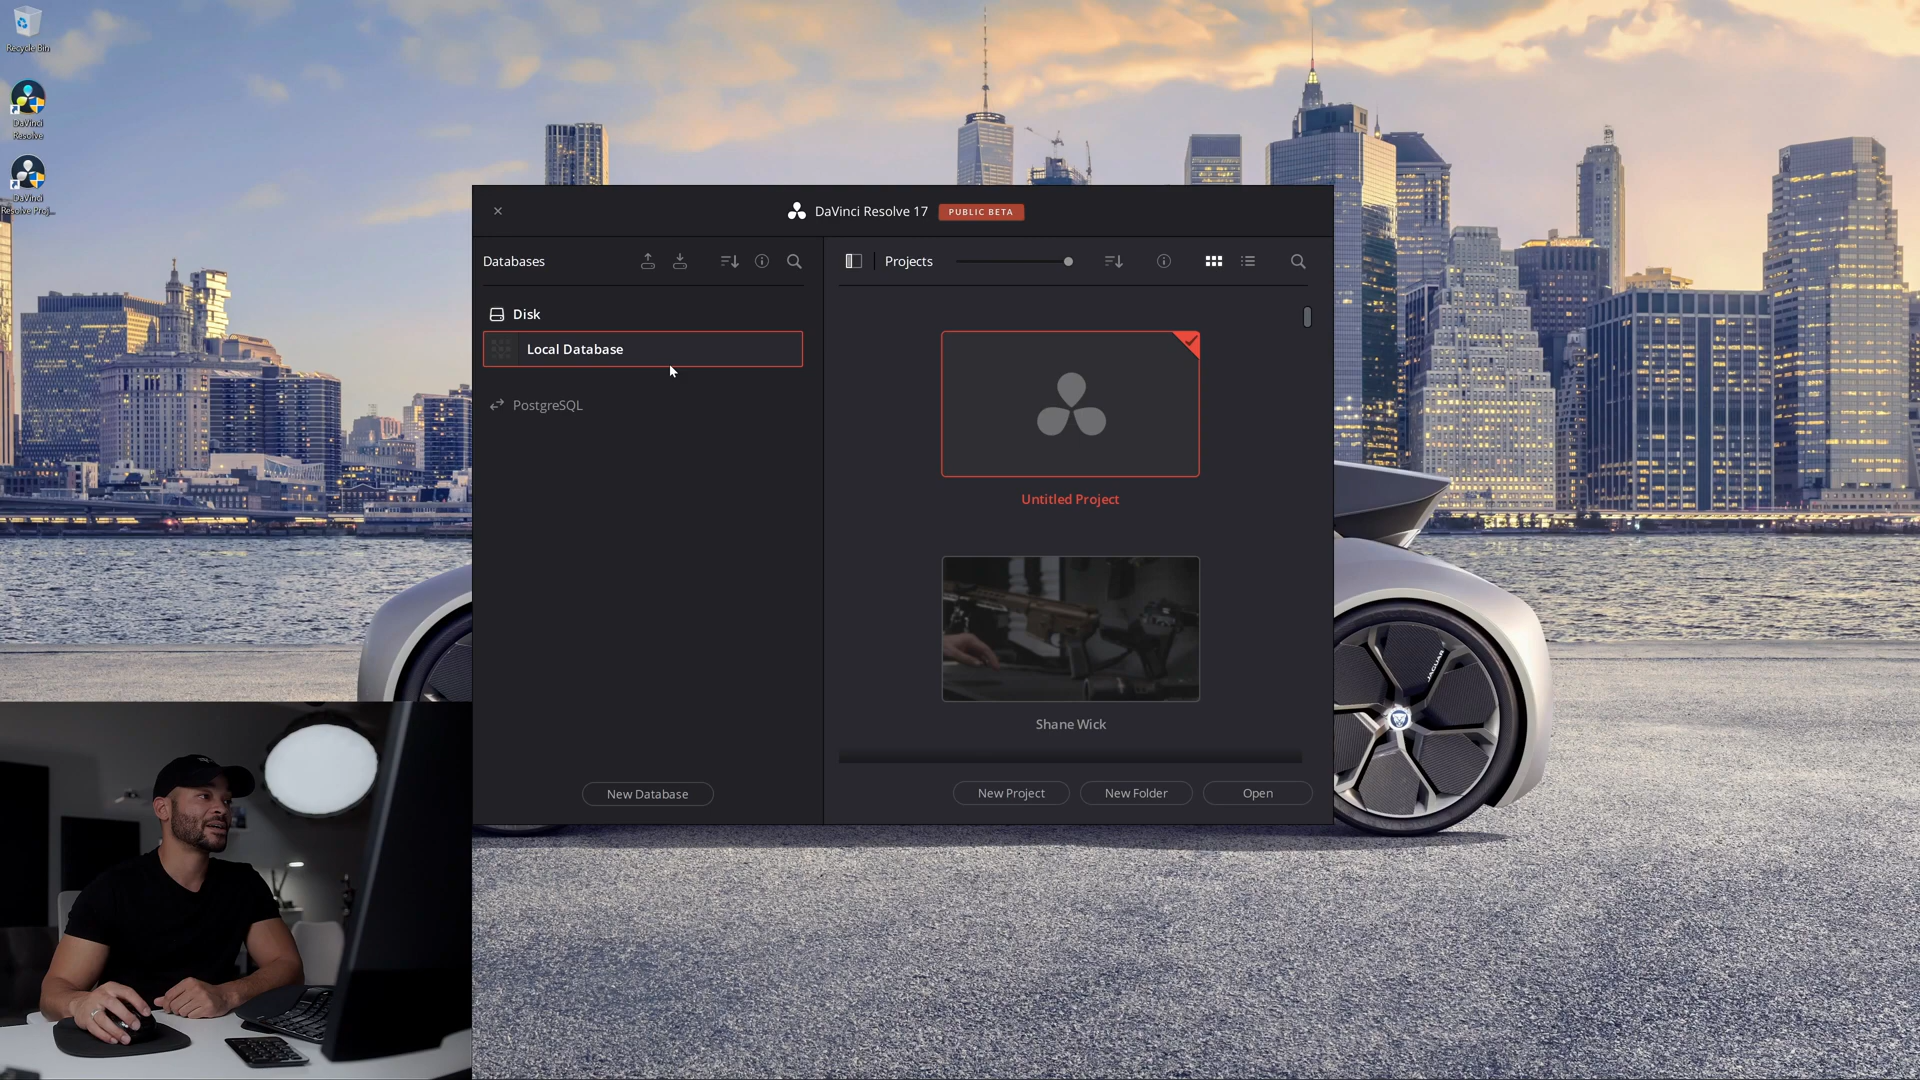 Recycle Bin
DaVinci
Resolve
DaVinci
Resolve Proj...
DaVinci Resolve 17
PUBLIC BETA
Databases
Projects
Disk
Local Database
PostgreSQL
Untitled Project
Shane Wick
New Database
New Project
New Folder
Open
JAGUAR